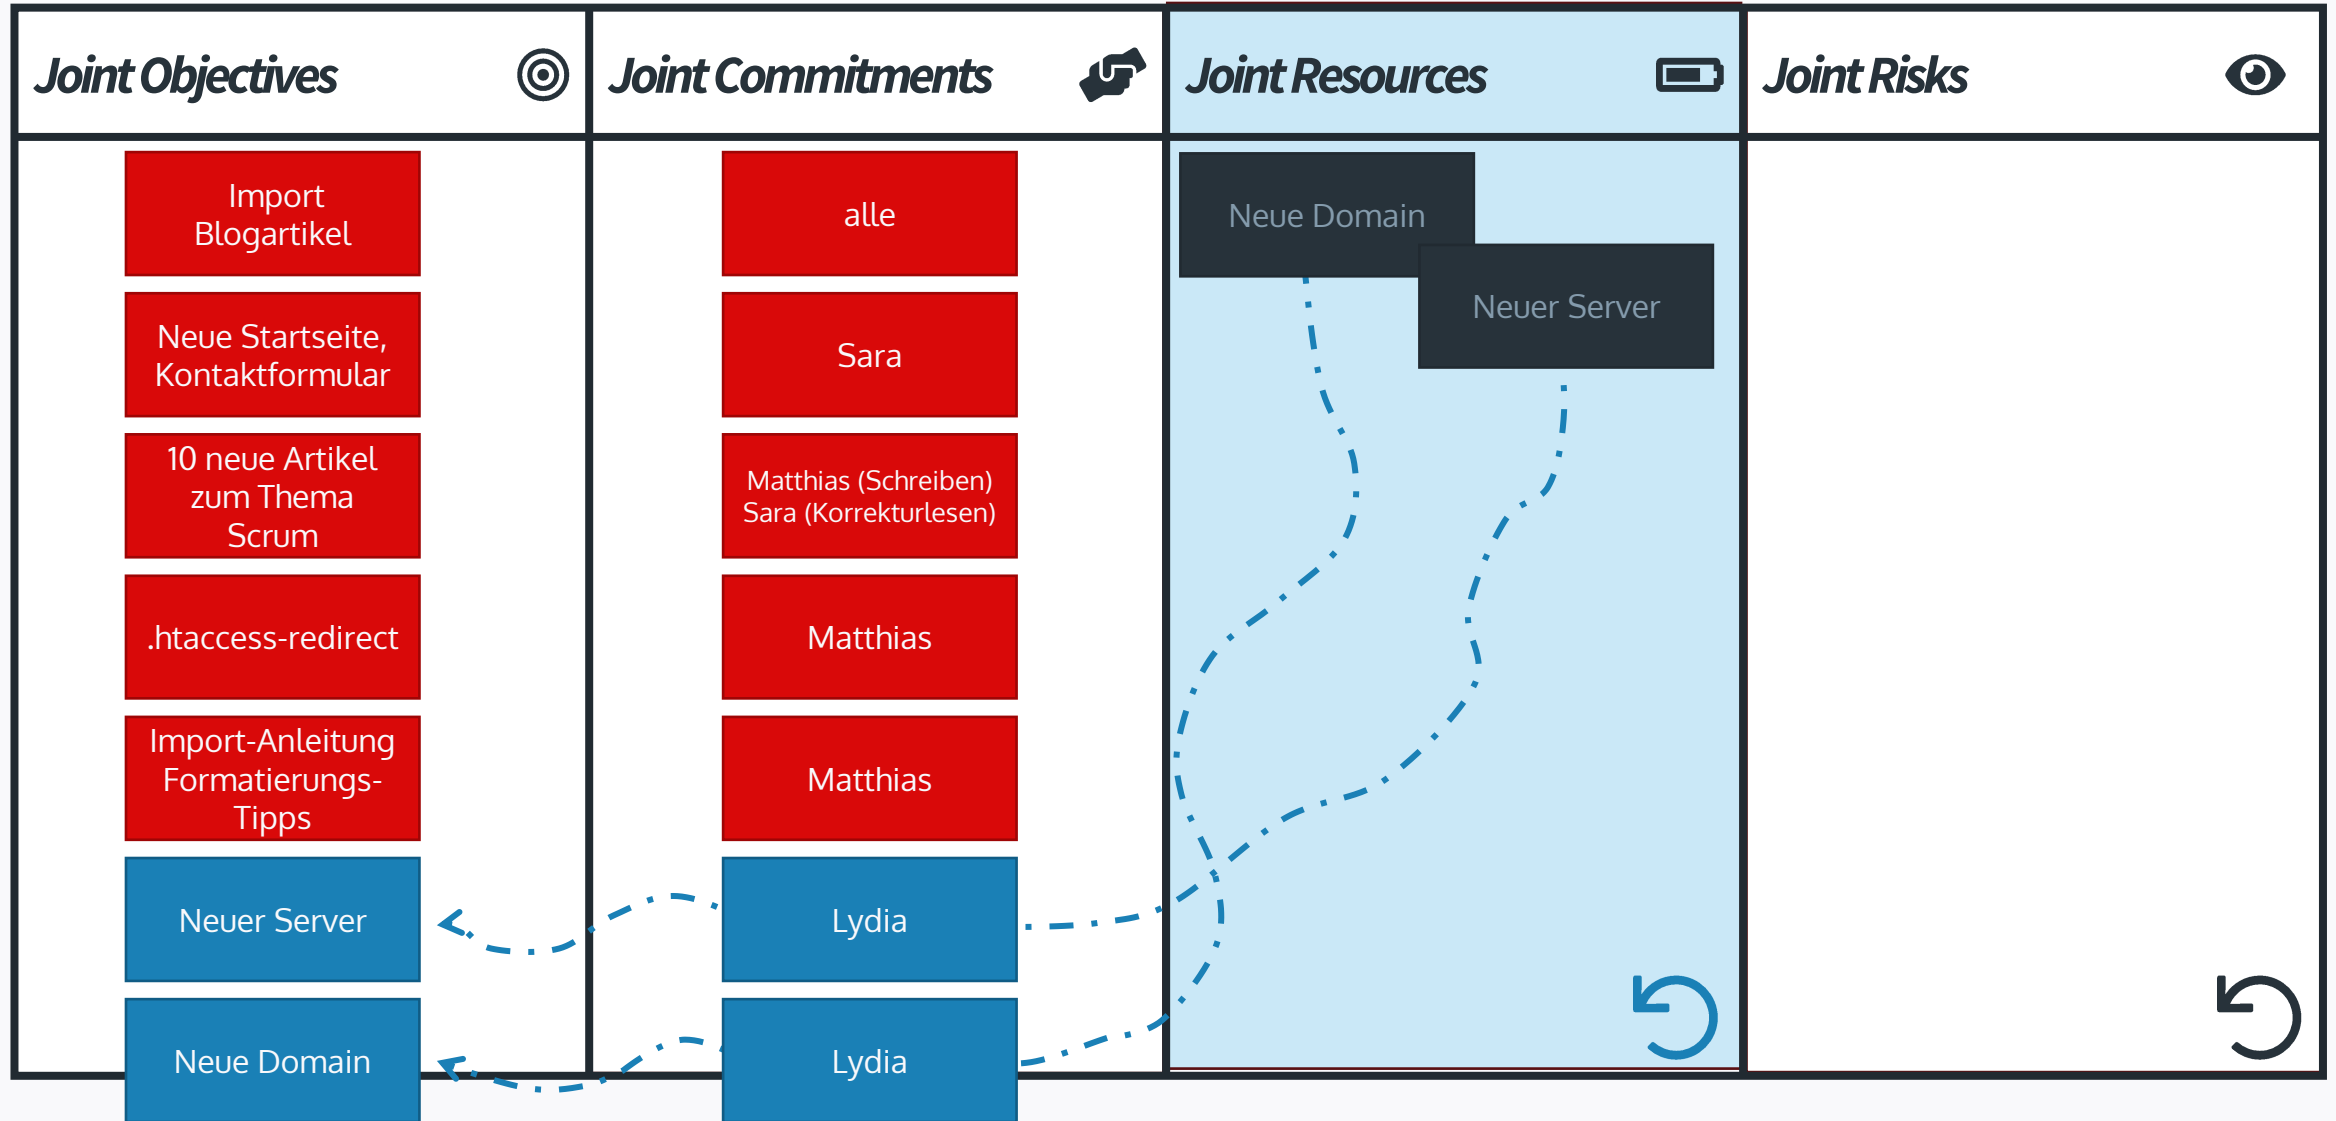 Joint Objectives
Joint Commitments
Joint Resources
Joint Risks
Import
Blogartikel
Neue Startseite,
Kontaktformular
10 neue Artikel
zum Thema
Scrum
.htaccess-redirect
Import-Anleitung
Formatierungs-
Tipps
Neuer Server
Neue Domain
alle
Sara
Matthias (Schreiben)
Sara (Korrekturlesen)
Matthias
Matthias
Lydia
Lydia
Neue Domain
Neuer Server